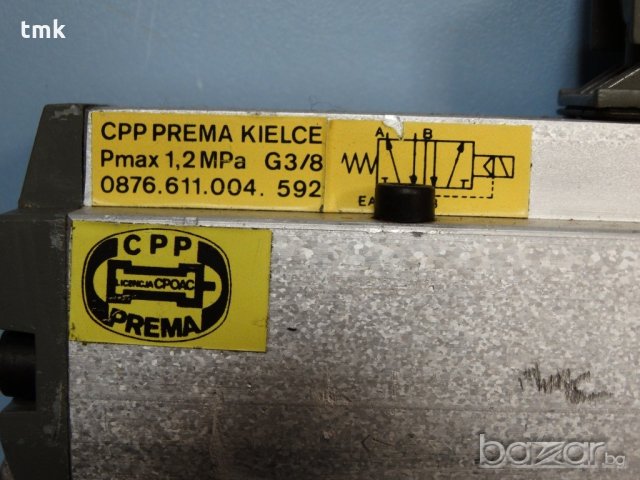 tmk
CPP PREMA KIELCE
Pmax 1,2 MPa G3/8
0876.611.004. 592
A B
EA
CPP
LICENCJA CPOAC
PREMA
bazar.bg